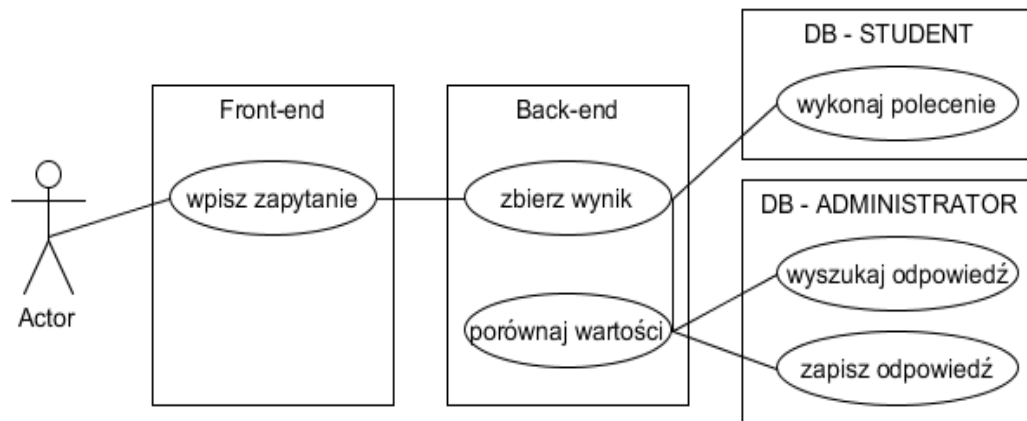 DB - STUDENT
wykonaj polecenie
Front-end
Back-end
wpisz zapytanie
zbierz wynik
DB - ADMINISTRATOR
wyszukaj odpowiedź
porównaj wartości
zapisz odpowiedź
Actor